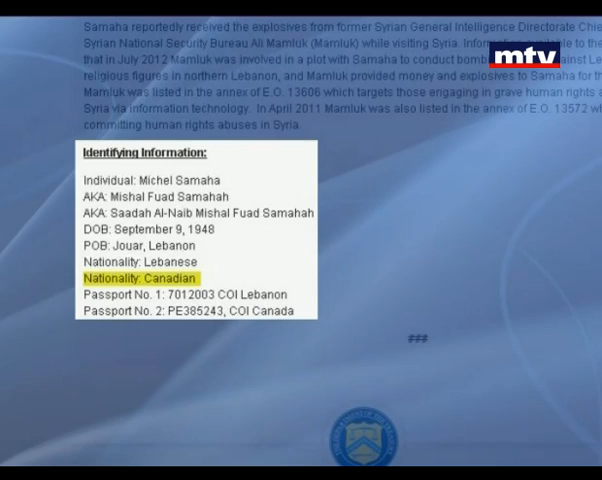 Samaha reportedly received the explosives from former Syrian General Intelligence Directorate Chie
Syrian National Security Bureau Ali Mamluk (Mamluk) while visiting Syria. to the
that in July 2012 Mamluk was involved in a plot with Samaha to conduct Le
religious figures in northern Lebanon, and Mamluk provided money and explosives to Samaha for th
Mamluk was listed in the annex of E.O. 13606 which targets those engaging in grave human rights a
Syria via information technology. In April 2011 Mamluk was also listed in the annex of E.O. 13572 wh
committing human rights abuses in Syria.
mtv
Identifying Information:
Individual: Michel Samaha
AKA: Mishal Fuad Samahah
AKA: Saadah Al-Naib Mishal Fuad Samahah
DOB: September 9, 1948
POB: Jouar, Lebanon
Nationality: Lebanese
Nationality: Canadian
Passport No. 1: 7012003 COI Lebanon
Passport No. 2: PE385243, COI Canada
###